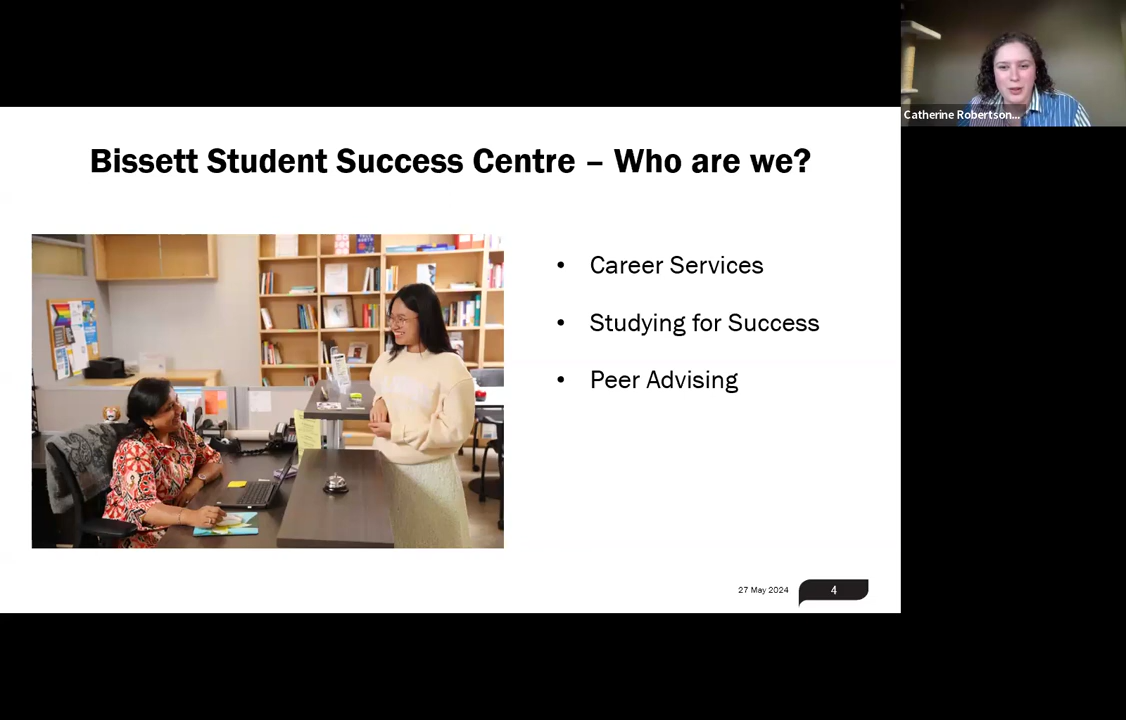 Catherine Robertson...
Bissett Student Success Centre – Who are we?
• Career Services
• Studying for Success
• Peer Advising
27 May 2024
4